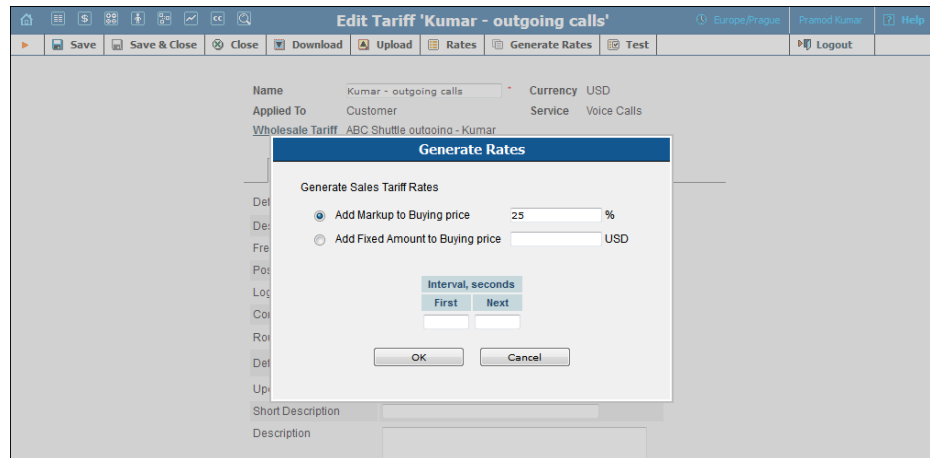 Edit Tariff 'Kumar - outgoing calls'
Europe/Prague
Pramod Kumar
Help
Save
Save & Close
Close
Download
Upload
Rates
Generate Rates
Test
Logout
Name Kumar - outgoing calls * Currency USD
Applied To Customer Service Voice Calls
Wholesale Tariff ABC Shuttle outgoing - Kumar
Generate Rates
Generate Sales Tariff Rates
Add Markup to Buying price 25 %
Add Fixed Amount to Buying price USD
Interval, seconds
First Next
OK Cancel
Short Description
Description